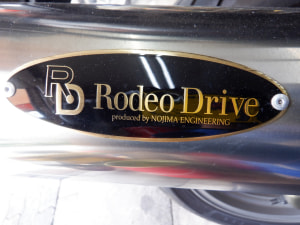 RD Rodeo Drive
produced by NOJIMA ENGINEERING